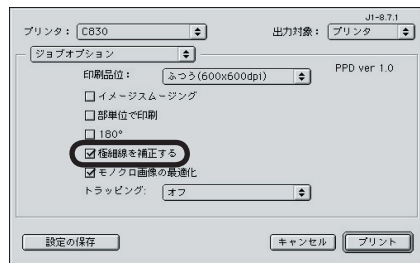 J1-8.7.1
プリンタ： C830 出力対象： プリンタ
ジョブオプション
印刷品位： ふつう(600x600dpi) PPD ver 1.0
イメージスムージング
部単位で印刷
180°
極細線を補正する
モノクロ画像の最適化
トラッピング： オフ
設定の保存 キャンセル プリント